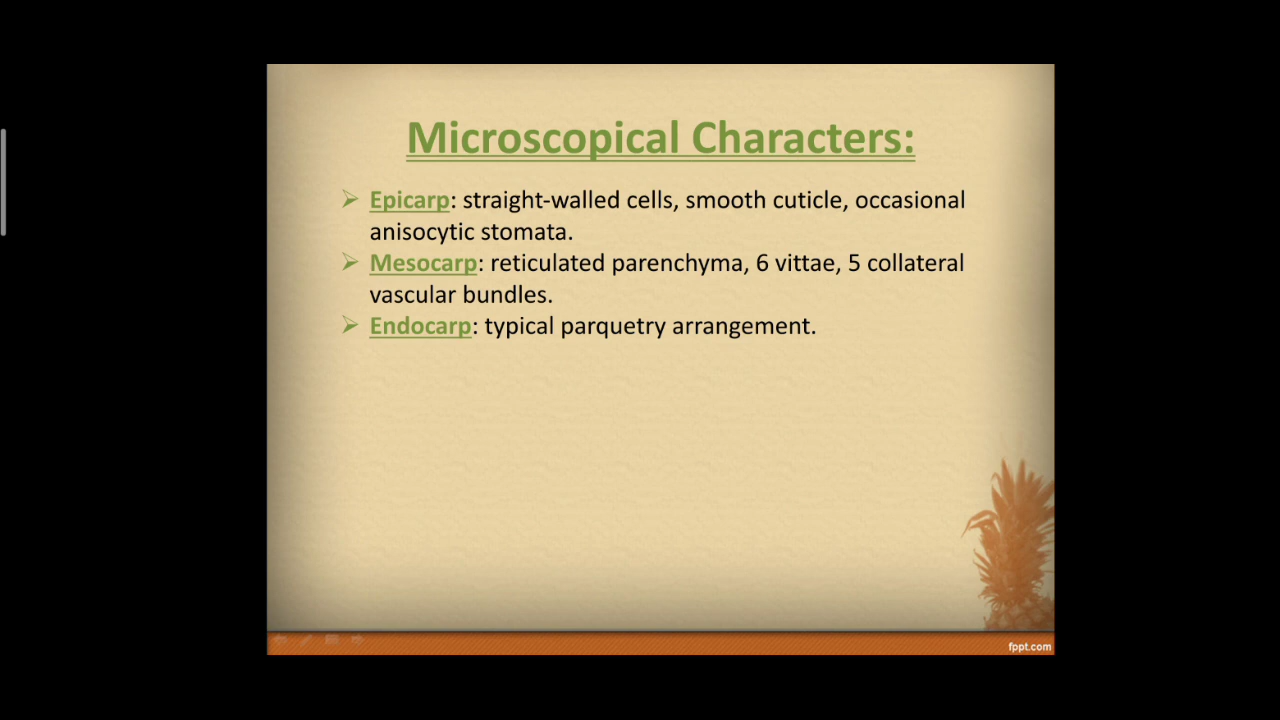 Microscopical Characters:
➢ Epicarp: straight-walled cells, smooth cuticle, occasional
anisocytic stomata.
➢ Mesocarp: reticulated parenchyma, 6 vittae, 5 collateral
vascular bundles.
➢ Endocarp: typical parquetry arrangement.
fppt.com